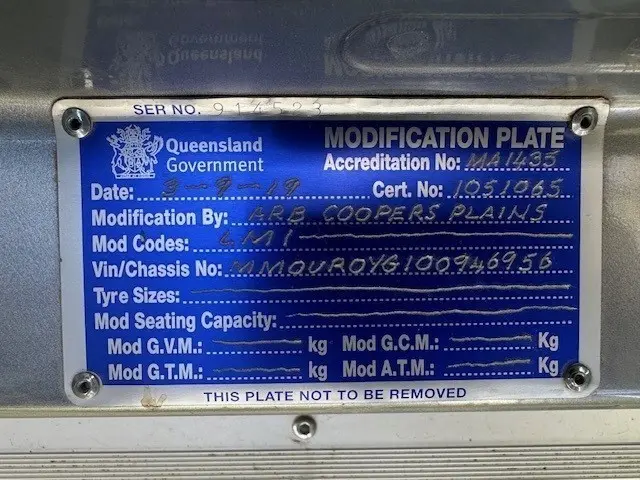 SER NO. 914523
Queensland Government
MODIFICATION PLATE
Accreditation No: MA1435
Date: 3-9-19 Cert. No: 1051065
Modification By: ARB COOPERS PLAINS
Mod Codes: LM1
Vin/Chassis No: MMOUROYG100946956
Tyre Sizes:
Mod Seating Capacity:
Mod G.V.M.: kg Mod G.C.M.: Kg
Mod G.T.M.: kg Mod A.T.M.: Kg
THIS PLATE NOT TO BE REMOVED